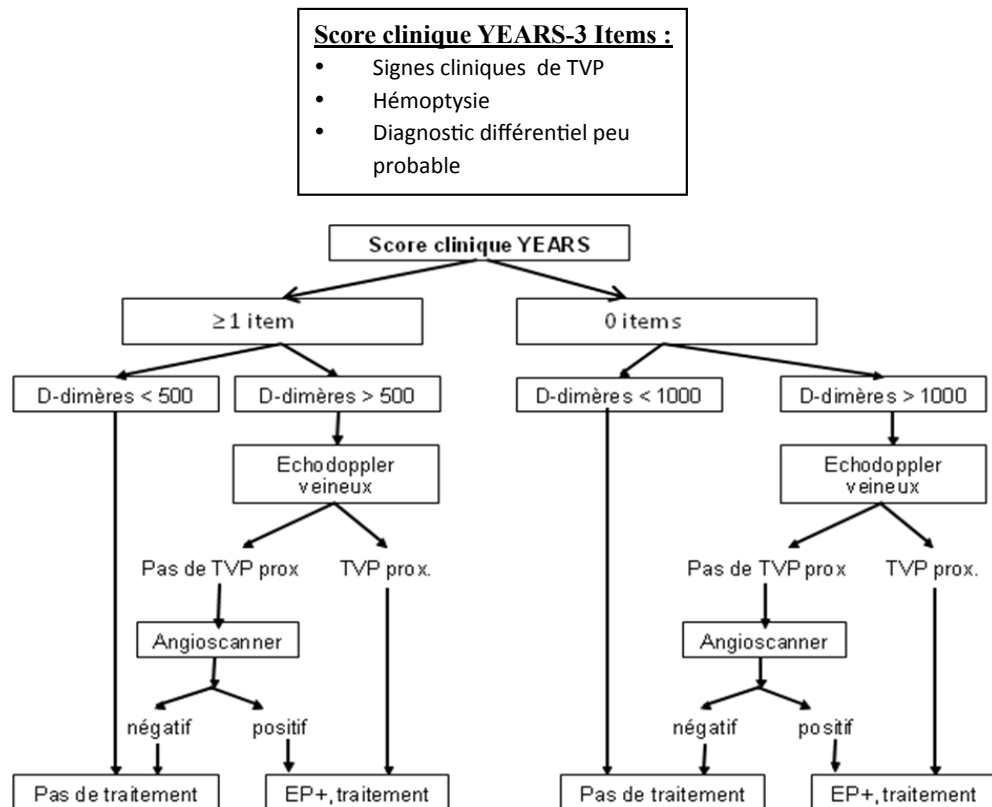 Score clinique YEARS-3 Items :
• Signes cliniques de TVP
• Hémoptysie
• Diagnostic différentiel peu
probable
Score clinique YEARS
≥ 1 item
0 items
D-dimères < 500
D-dimères > 500
D-dimères < 1000
D-dimères > 1000
Echodoppler
veineux
Echodoppler
veineux
Pas de TVP prox
TVP prox.
Pas de TVP prox
TVP prox.
Angioscanner
Angioscanner
négatif
positif
négatif
positif
Pas de traitement
EP+, traitement
Pas de traitement
EP+, traitement